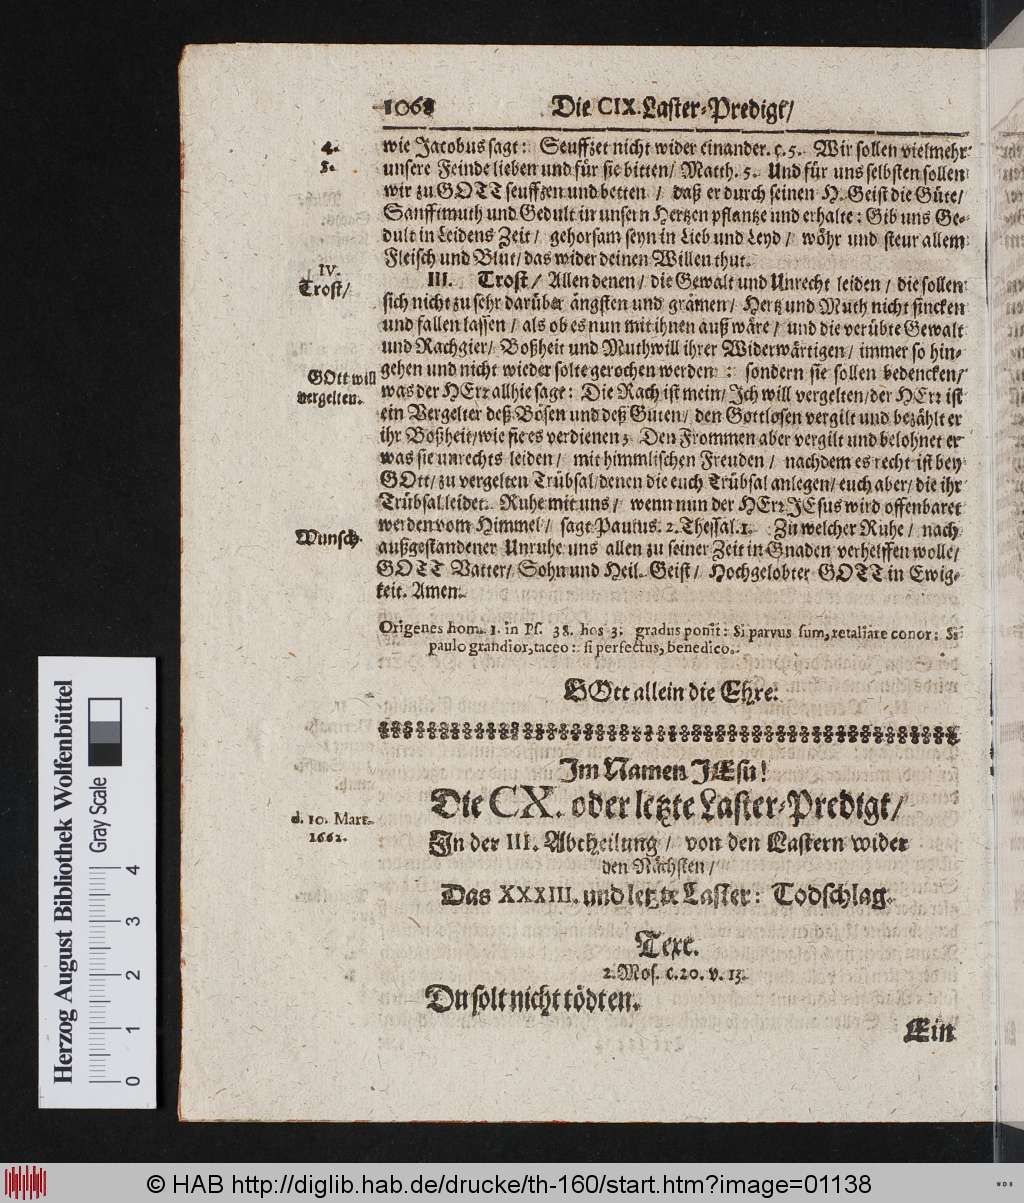 1068 Die CIX. Laster-Predigt/
4. wie Jacobus sagt: Seuffzet nicht wider einander. c. 5. Wir sollen vielmehr
5. unsere Feinde lieben und für sie bitten/ Matth. 5. Und für uns selbsten sollen
wir zu GOTT seuffzen und betten / daß er durch seinen H. Geist die Güte/
Sanfftmuth und Gedult in unsern Hertzen pflantze und erhalte: Gib uns Ge-
dult in Leidens Zeit/ gehorsam seyn in Lieb und Leyd/ wöhr und steur allem
Fleisch und Blut/ das wider deinen Willen thut.
IV.
Trost/
III. Trost/ Allen denen/ die Gewalt und Unrecht leiden/ die sollen
sich nicht zu sehr darüber ängsten und grämen/ Hertz und Muth nicht sincken
und fallen lassen/ als ob es nun mit ihnen auß wäre/ und die verübte Gewalt
und Rachgier/ Boßheit und Muthwill ihrer Widerwärtigen/ immer so hin-
GOtt will
vergelten.
gehen und nicht wieder solte gerochen werden: sondern sie sollen bedencken/
was der HErr allhie sagt: Die Rach ist mein/ Ich will vergelten/ der HErr ist
ein Vergelter deß Bösen und deß Guten/ den Gottlosen vergilt und bezählt er
ihr Boßheit/ wie sie es verdienen; Den Frommen aber vergilt und belohnet er
was sie unrechts leiden/ mit himmlischen Freuden/ nachdem es recht ist bey
GOtt/ zu vergelten Trübsal/ denen die euch Trübsal anlegen/ euch aber/ die ihr
Trübsal leidet. Ruhe mit uns/ wenn nun der HErr JEsus wird offenbaret
Wunsch.
werden vom Himmel/ sagt Paulus. 2. Thessal. 1. Zu welcher Ruhe/ nach
außgestandener Unruhe uns allen zu seiner Zeit in Gnaden verhelffen wolle/
GOTT Vatter/ Sohn und Heil. Geist/ Hochgelobter GOTT in Ewig-
keit. Amen.
Origenes hom. 1. in Ps. 38. hos 3. gradus ponit: Si parvus sum, retaliare conor: Si
paulo grandior, taceo: si perfectus, benedico.
GOtt allein die Ehre.
Im Namen JEsu!
Die CX. oder letzte Laster-Predigt/
d. 10. Mart.
1662.
In der III. Abtheilung/ von den Lastern wider
den Nächsten/
Das XXXIII. und letzte Laster: Todschlag.
Text.
2. Mos. c. 20. v. 13.
Du solt nicht tödten.
Ein
Herzog August Bibliothek Wolfenbüttel
Gray Scale
0 1 2 3 4
© HAB http://diglib.hab.de/drucke/th-160/start.htm?image=01138